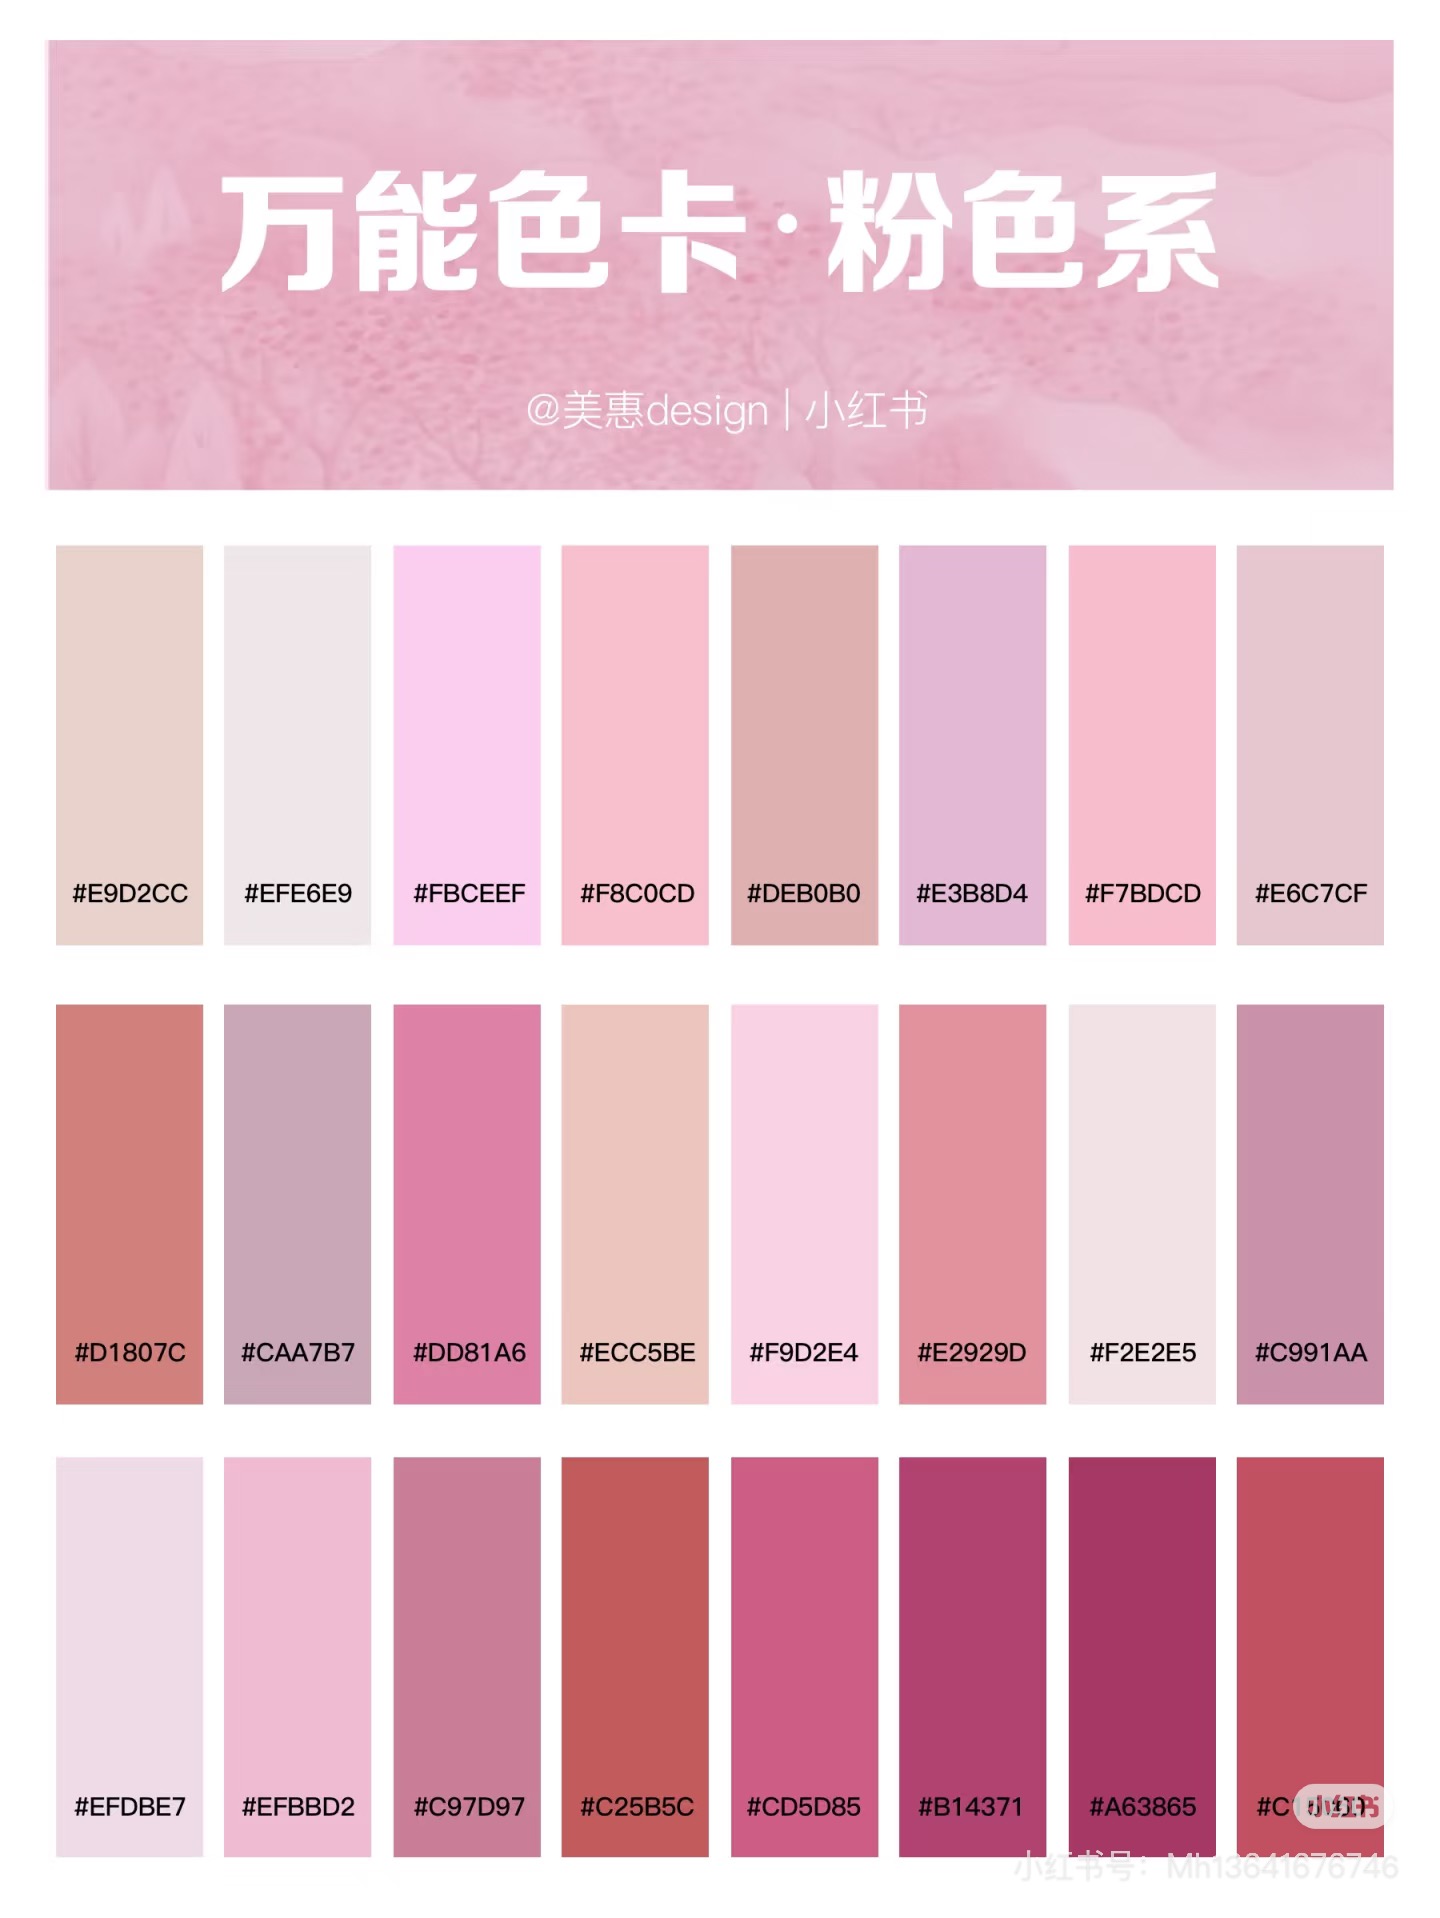 万能色卡·粉色系
@美惠design | 小红书
#E9D2CC #EFE6E9 #FBCEEF #F8C0CD #DEB0B0 #E3B8D4 #F7BDCD #E6C7CF
#D1807C #CAA7B7 #DD81A6 #ECC5BE #F9D2E4 #E2929D #F2E2E5 #C991AA
#EFDBE7 #EFBBD2 #C97D97 #C25B5C #CD5D85 #B14371 #A63865
小红书
小红书号：Mh13641676746